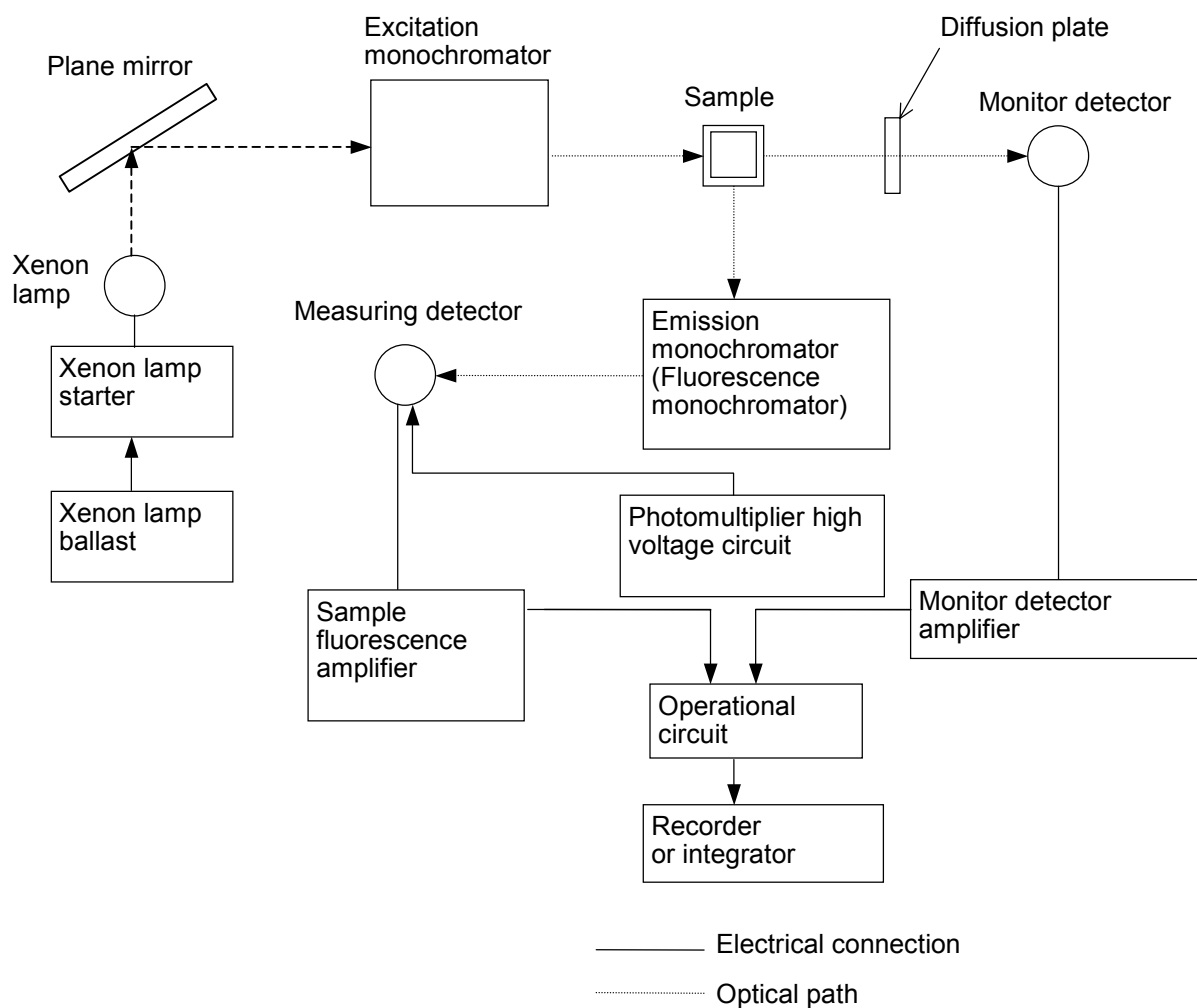 Excitation
monochromator
Diffusion plate
Plane mirror
Sample
Monitor detector
Xenon
lamp
Measuring detector
Emission
monochromator
(Fluorescence
monochromator)
Xenon lamp
starter
Xenon lamp
ballast
Photomultiplier high
voltage circuit
Sample
fluorescence
amplifier
Monitor detector
amplifier
Operational
circuit
Recorder
or integrator
Electrical connection
Optical path